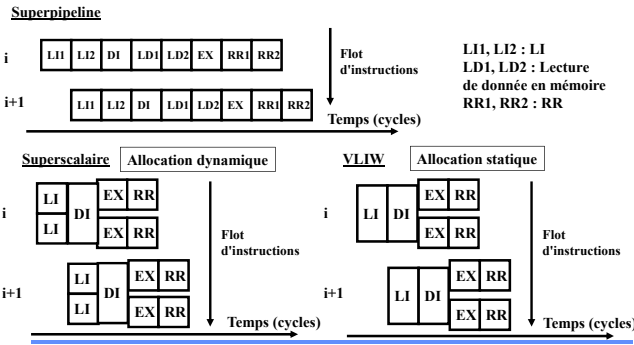 Superpipeline
i LI1 LI2 DI LD1 LD2 EX RR1 RR2
Flot
d'instructions
LI1, LI2 : LI
LD1, LD2 : Lecture
de donnée en mémoire
RR1, RR2 : RR
i+1 LI1 LI2 DI LD1 LD2 EX RR1 RR2
Temps (cycles)
Superscalaire Allocation dynamique
i LI LI DI EX RR EX RR
Flot
d'instructions
i+1 LI LI DI EX RR EX RR
Temps (cycles)
VLIW Allocation statique
i LI DI EX RR EX RR
Flot
d'instructions
i+1 LI DI EX RR EX RR
Temps (cycles)